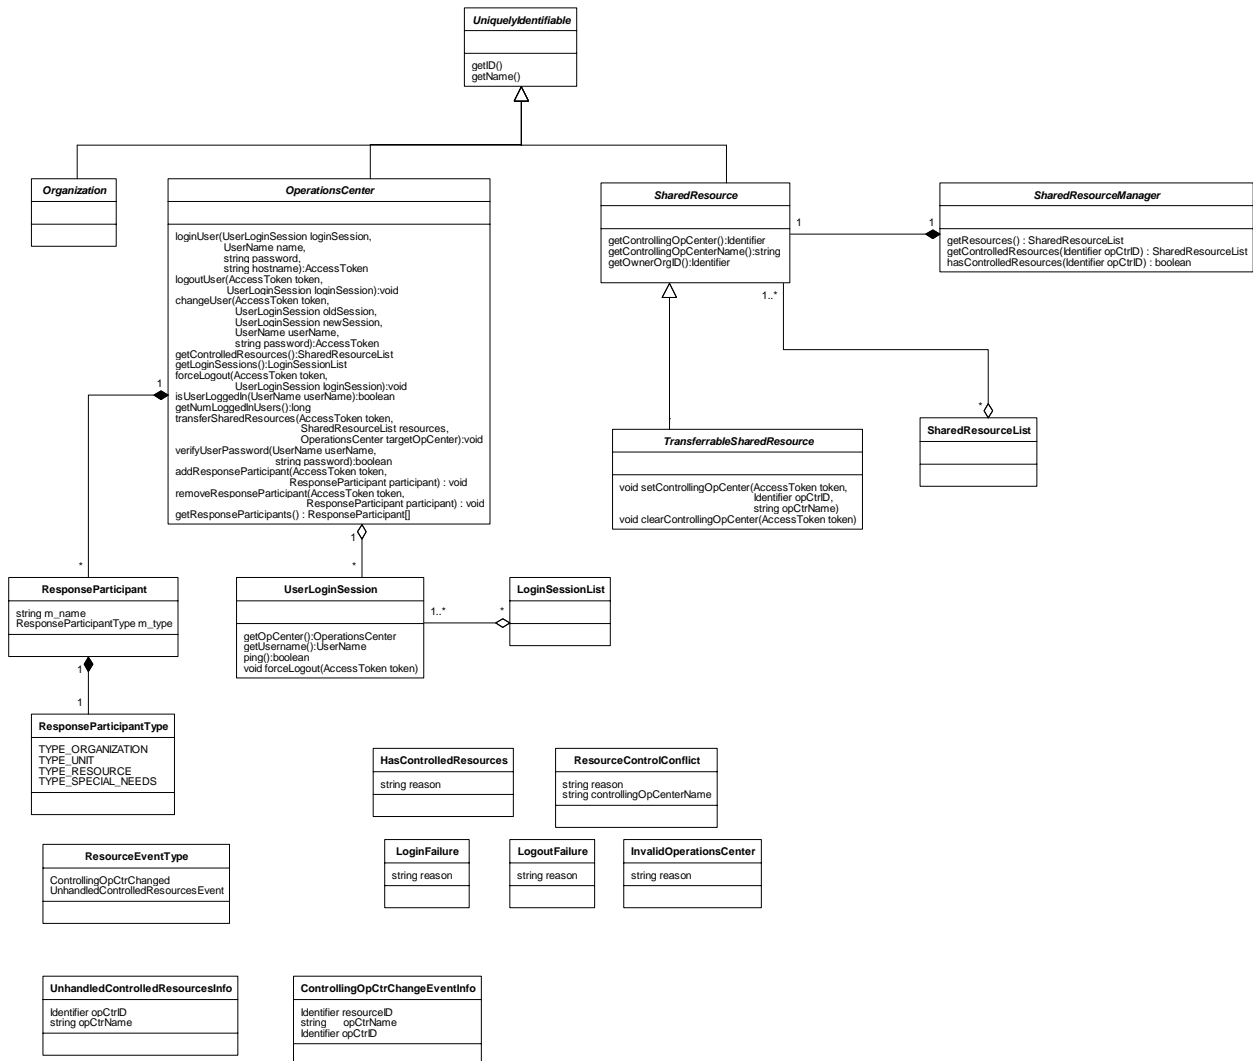 UniquelyIdentifiable
getID()
getName()
Organization
OperationsCenter
loginUser(UserLoginSession loginSession,
UserName name,
string password,
string hostname):AccessToken
logoutUser(AccessToken token,
UserLoginSession loginSession):void
changeUser(AccessToken token,
UserLoginSession oldSession,
UserLoginSession newSession,
UserName userName,
string password):AccessToken
getControlledResources():SharedResourceList
getLoginSessions():LoginSessionList
forceLogout(AccessToken token,
UserLoginSession loginSession):void
isUserLoggedIn(UserName userName):boolean
getNumLoggedInUsers():long
transferSharedResources(AccessToken token,
SharedResourceList resources,
OperationsCenter targetOpCenter):void
verifyUserPassword(UserName userName,
string password):boolean
addResponseParticipant(AccessToken token,
ResponseParticipant participant) : void
removeResponseParticipant(AccessToken token,
ResponseParticipant participant) : void
getResponseParticipants() : ResponseParticipant[]
SharedResource
getControllingOpCenter():Identifier
getControllingOpCenterName():string
getOwnerOrgID():Identifier
1
1
SharedResourceManager
getResources() : SharedResourceList
getControlledResources(Identifier opCtrID) : SharedResourceList
hasControlledResources(Identifier opCtrID) : boolean
1..*
*
SharedResourceList
TransferrableSharedResource
void setControllingOpCenter(AccessToken token,
Identifier opCtrID,
string opCtrName)
void clearControllingOpCenter(AccessToken token)
1
*
1
*
ResponseParticipant
string m_name
ResponseParticipantType m_type
UserLoginSession
getOpCenter():OperationsCenter
getUsername():UserName
ping():boolean
void forceLogout(AccessToken token)
1..*
*
LoginSessionList
1
1
ResponseParticipantType
TYPE_ORGANIZATION
TYPE_UNIT
TYPE_RESOURCE
TYPE_SPECIAL_NEEDS
HasControlledResources
string reason
ResourceControlConflict
string reason
string controllingOpCenterName
LoginFailure
string reason
LogoutFailure
string reason
InvalidOperationsCenter
string reason
ResourceEventType
ControllingOpCtrChanged
UnhandledControlledResourcesEvent
UnhandledControlledResourcesInfo
Identifier opCtrID
string opCtrName
ControllingOpCtrChangeEventInfo
Identifier resourceID
string opCtrName
Identifier opCtrID